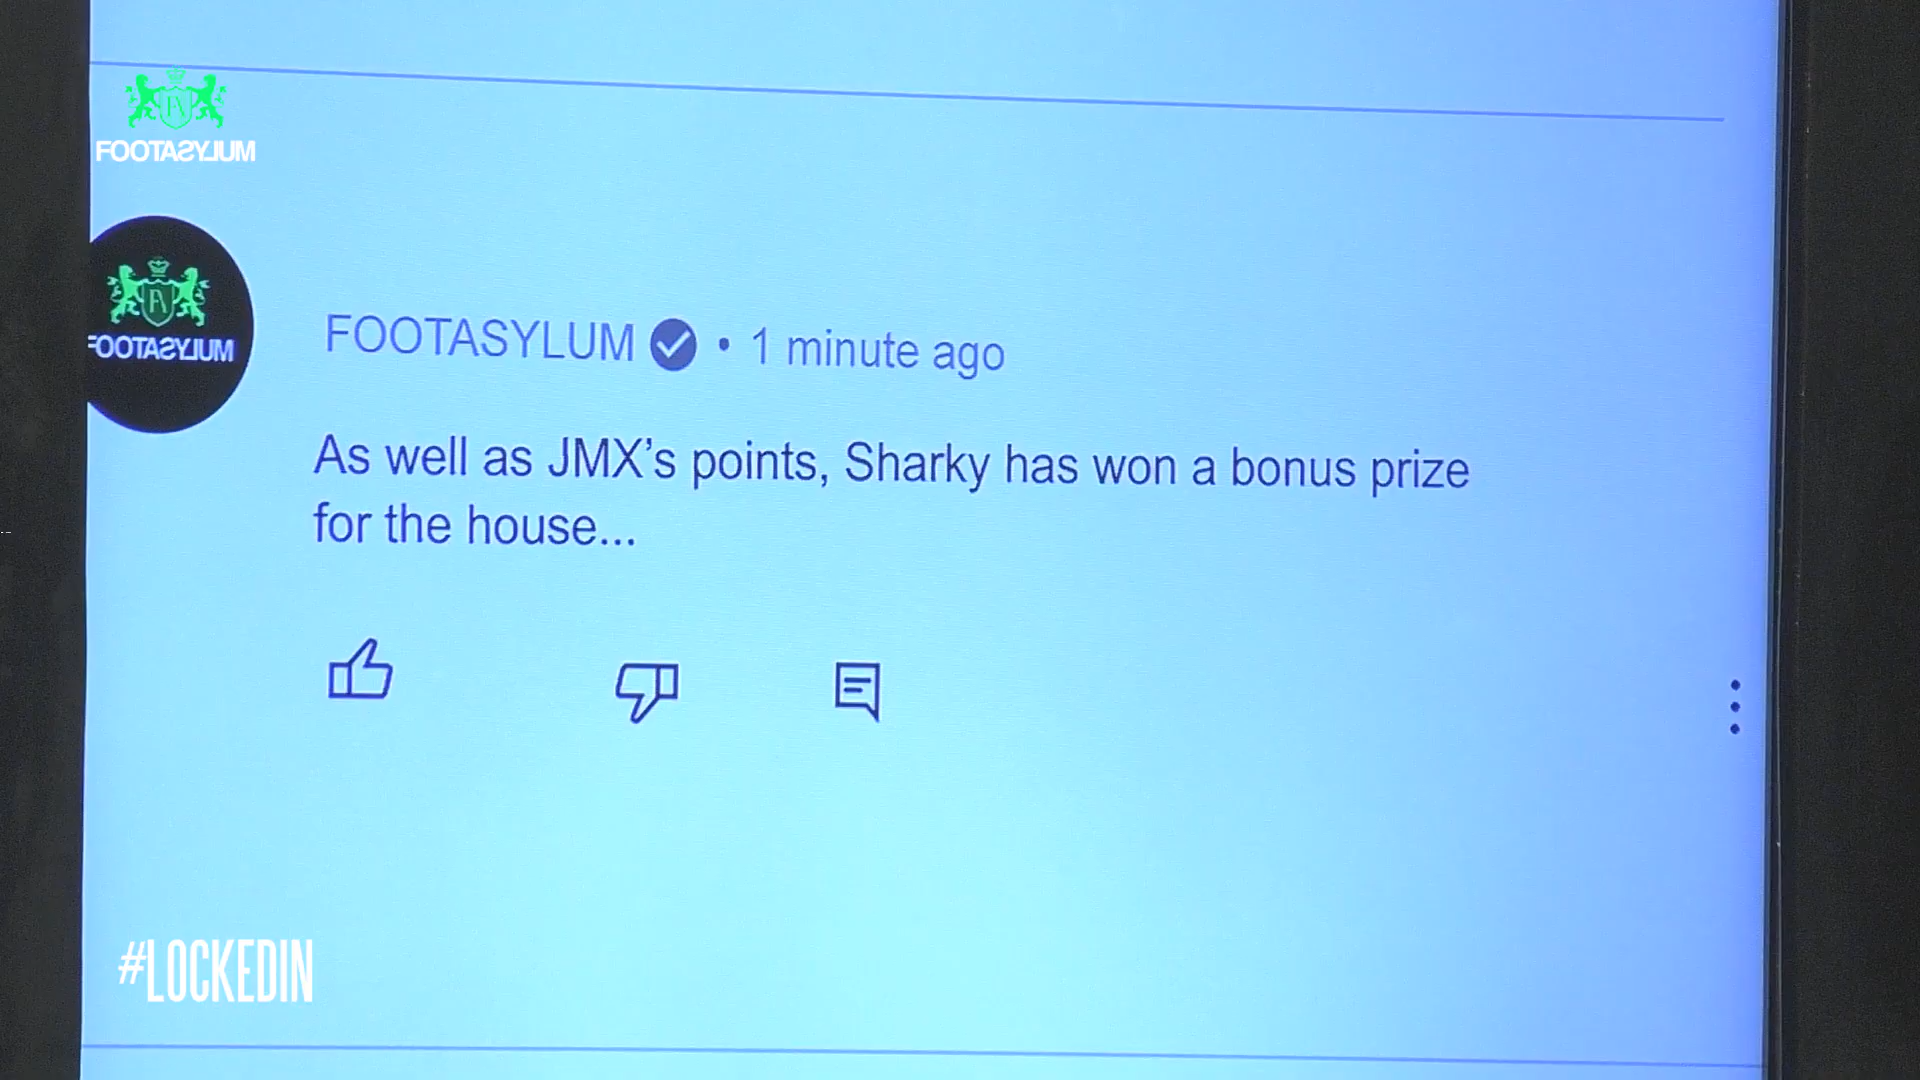 FOOTASYLUM
FOOTASYLUM
FOOTASYLUM • 1 minute ago
As well as JMX’s points, Sharky has won a bonus prize
for the house...
#LOCKEDIN